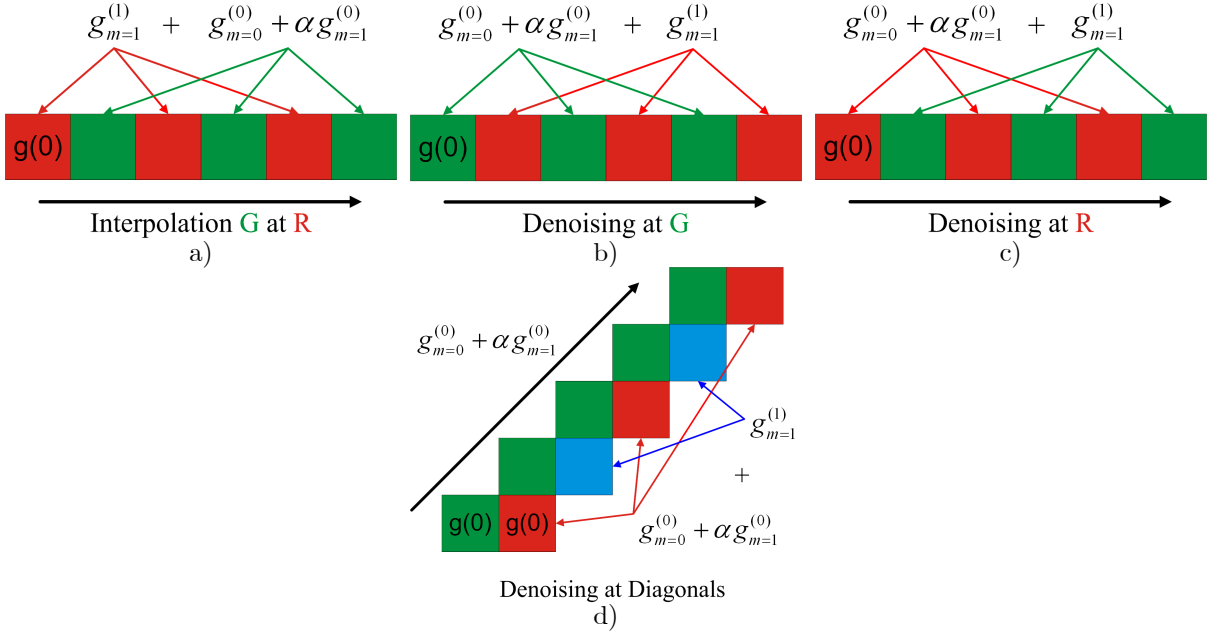 g_{m=1}^{(1)} + g_{m=0}^{(0)} + αg_{m=1}^{(0)}
g(0)
Interpolation G at R
a)
g_{m=0}^{(0)} + αg_{m=1}^{(0)} + g_{m=1}^{(1)}
g(0)
Denoising at G
b)
g_{m=0}^{(0)} + αg_{m=1}^{(0)} + g_{m=1}^{(1)}
g(0)
Denoising at R
c)
g_{m=0}^{(0)} + αg_{m=1}^{(0)}
g_{m=1}^{(1)}
+
g(0) g(0)
g_{m=0}^{(0)} + αg_{m=1}^{(0)}
Denoising at Diagonals
d)